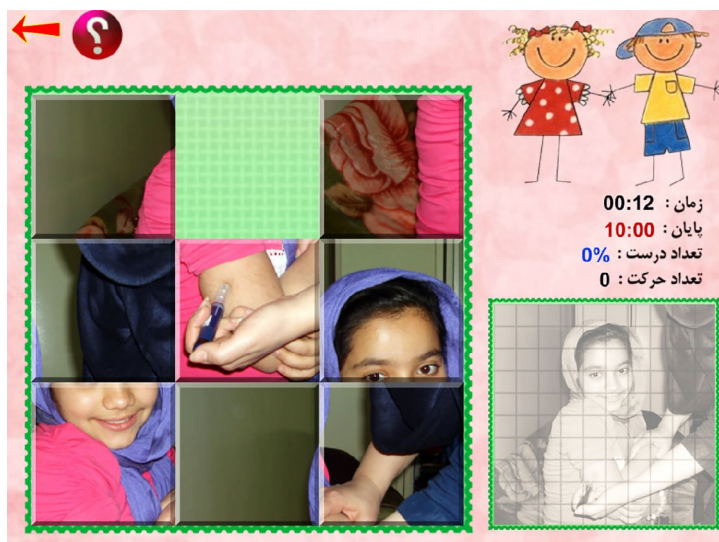 ؟
زمان : 00:12
پایان : 10:00
تعداد درست : 0%
تعداد حرکت : 0